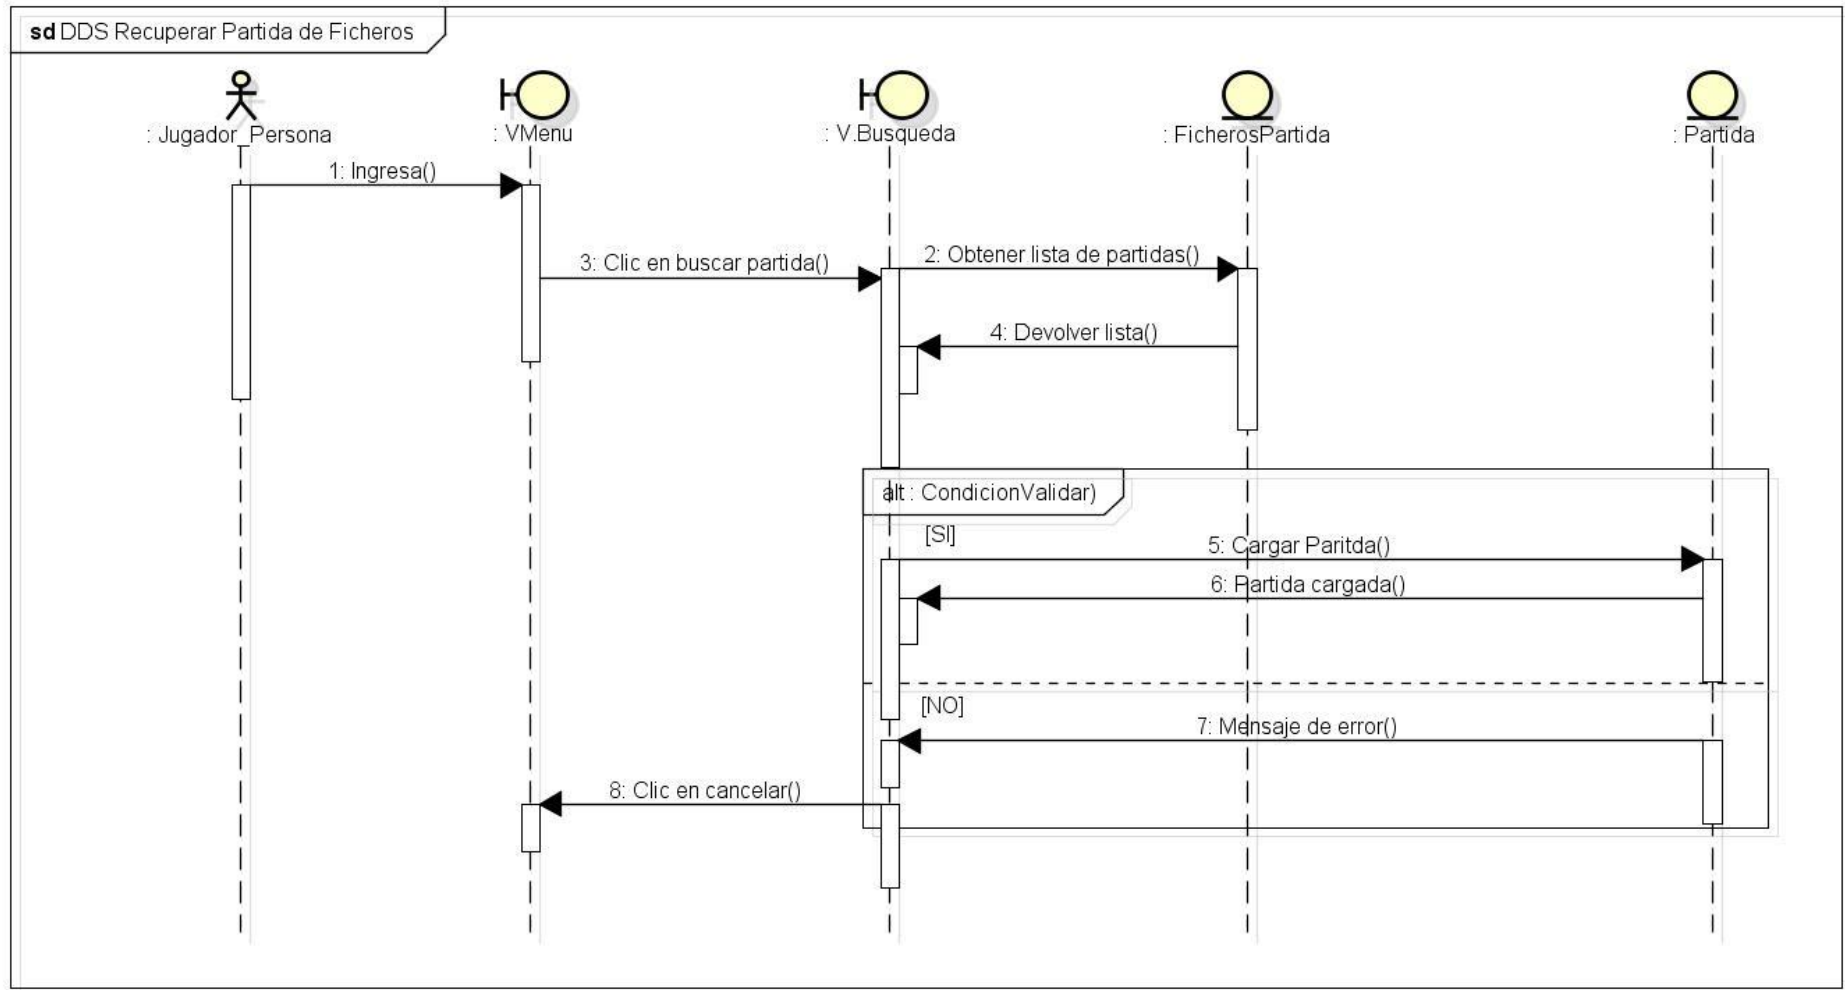 sd DDS Recuperar Partida de Ficheros
: Jugador_Persona
: VMenu
: V.Busqueda
: FicherosPartida
: Partida
1: Ingresa()
2: Obtener lista de partidas()
3: Clic en buscar partida()
4: Devolver lista()
alt : CondicionValidar)
[SI]
5: Cargar Paritda()
6: Partida cargada()
[NO]
7: Mensaje de error()
8: Clic en cancelar()